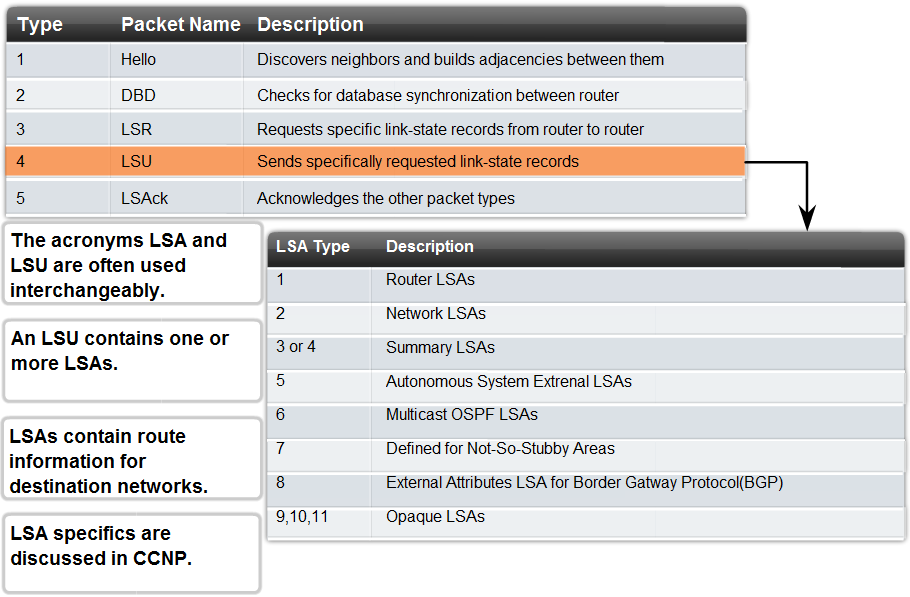 Type Packet Name Description
1 Hello Discovers neighbors and builds adjacencies between them
2 DBD Checks for database synchronization between router
3 LSR Requests specific link-state records from router to router
4 LSU Sends specifically requested link-state records
5 LSAck Acknowledges the other packet types
The acronyms LSA and
LSU are often used
interchangeably.
An LSU contains one or
more LSAs.
LSAs contain route
information for
destination networks.
LSA specifics are
discussed in CCNP.
LSA Type Description
1 Router LSAs
2 Network LSAs
3 or 4 Summary LSAs
5 Autonomous System Extrenal LSAs
6 Multicast OSPF LSAs
7 Defined for Not-So-Stubby Areas
8 External Attributes LSA for Border Gatway Protocol(BGP)
9,10,11 Opaque LSAs